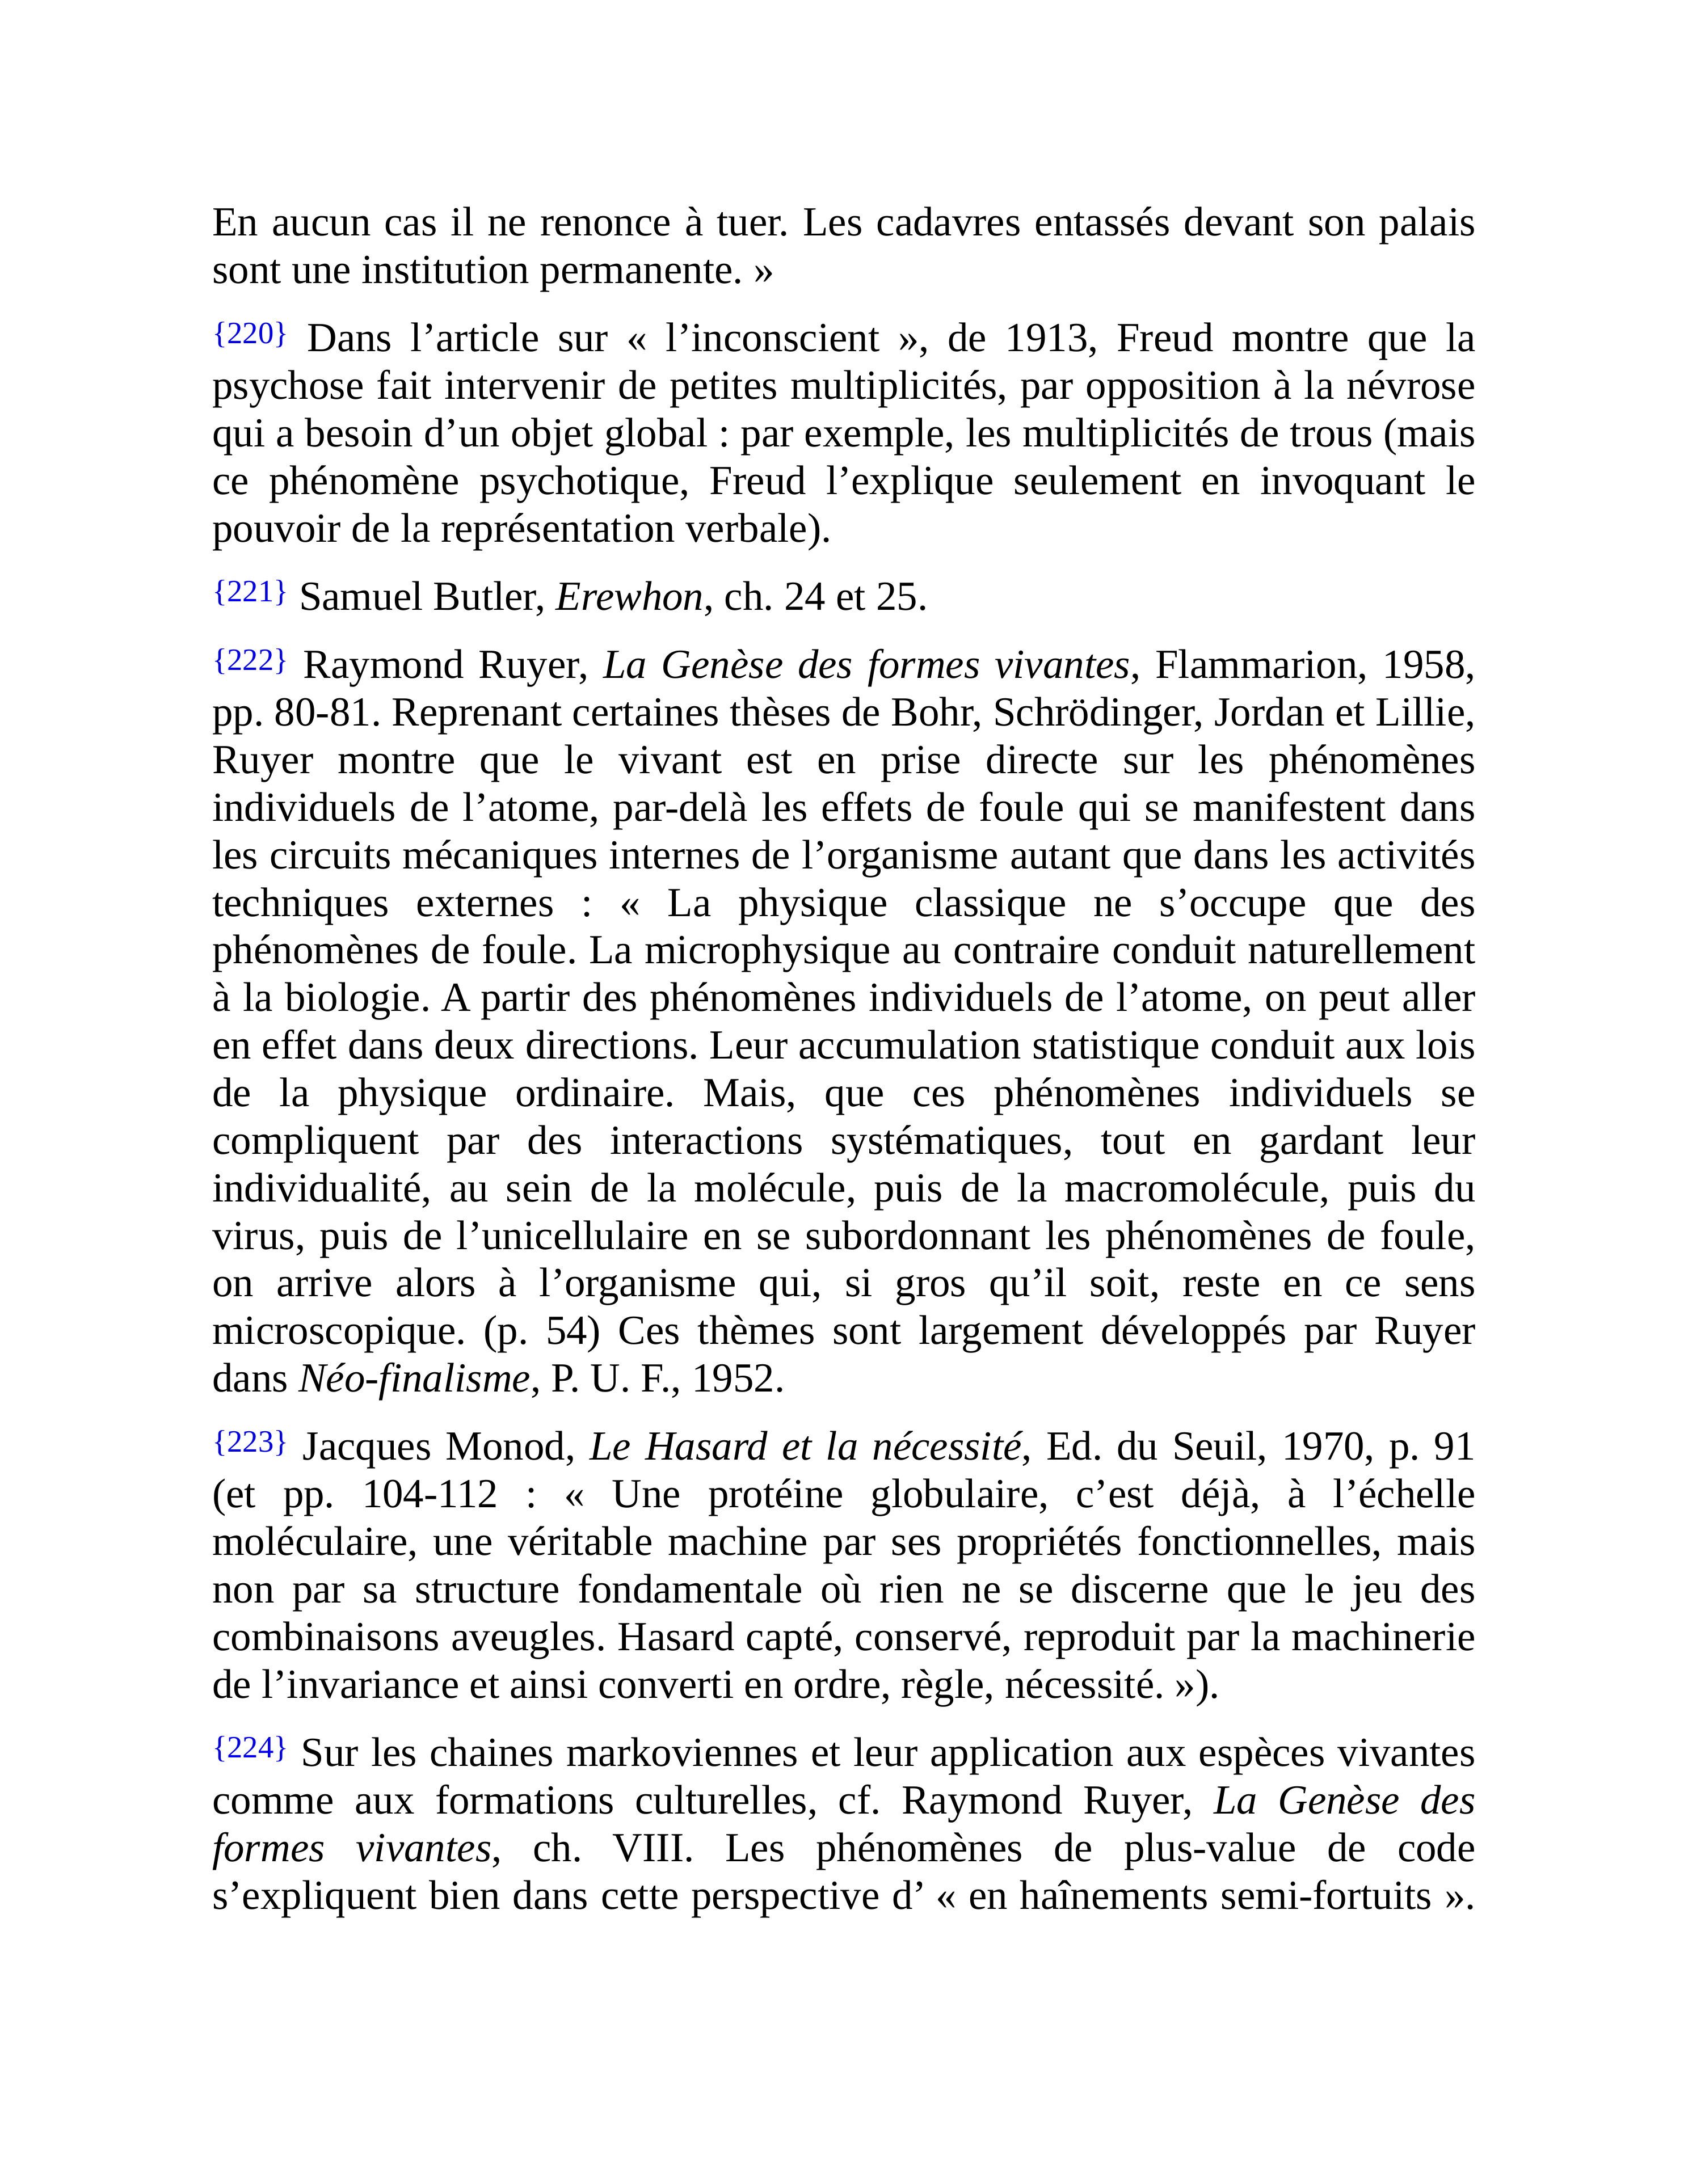 En aucun cas il ne renonce à tuer. Les cadavres entassés devant son palais
sont une institution permanente. »
{220} Dans l’article sur « l’inconscient », de 1913, Freud montre que la
psychose fait intervenir de petites multiplicités, par opposition à la névrose
qui a besoin d’un objet global : par exemple, les multiplicités de trous (mais
ce phénomène psychotique, Freud l’explique seulement en invoquant le
pouvoir de la représentation verbale).
{221} Samuel Butler, Erewhon, ch. 24 et 25.
{222} Raymond Ruyer, La Genèse des formes vivantes, Flammarion, 1958,
pp. 80-81. Reprenant certaines thèses de Bohr, Schrödinger, Jordan et Lillie,
Ruyer montre que le vivant est en prise directe sur les phénomènes
individuels de l’atome, par-delà les effets de foule qui se manifestent dans
les circuits mécaniques internes de l’organisme autant que dans les activités
techniques externes : « La physique classique ne s’occupe que des
phénomènes de foule. La microphysique au contraire conduit naturellement
à la biologie. A partir des phénomènes individuels de l’atome, on peut aller
en effet dans deux directions. Leur accumulation statistique conduit aux lois
de la physique ordinaire. Mais, que ces phénomènes individuels se
compliquent par des interactions systématiques, tout en gardant leur
individualité, au sein de la molécule, puis de la macromolécule, puis du
virus, puis de l’unicellulaire en se subordonnant les phénomènes de foule,
on arrive alors à l’organisme qui, si gros qu’il soit, reste en ce sens
microscopique. (p. 54) Ces thèmes sont largement développés par Ruyer
dans Néo-finalisme, P. U. F., 1952.
{223} Jacques Monod, Le Hasard et la nécessité, Ed. du Seuil, 1970, p. 91
(et pp. 104-112 : « Une protéine globulaire, c’est déjà, à l’échelle
moléculaire, une véritable machine par ses propriétés fonctionnelles, mais
non par sa structure fondamentale où rien ne se discerne que le jeu des
combinaisons aveugles. Hasard capté, conservé, reproduit par la machinerie
de l’invariance et ainsi converti en ordre, règle, nécessité. »).
{224} Sur les chaines markoviennes et leur application aux espèces vivantes
comme aux formations culturelles, cf. Raymond Ruyer, La Genèse des
formes vivantes, ch. VIII. Les phénomènes de plus-value de code
s’expliquent bien dans cette perspective d’ « en haînements semi-fortuits ».